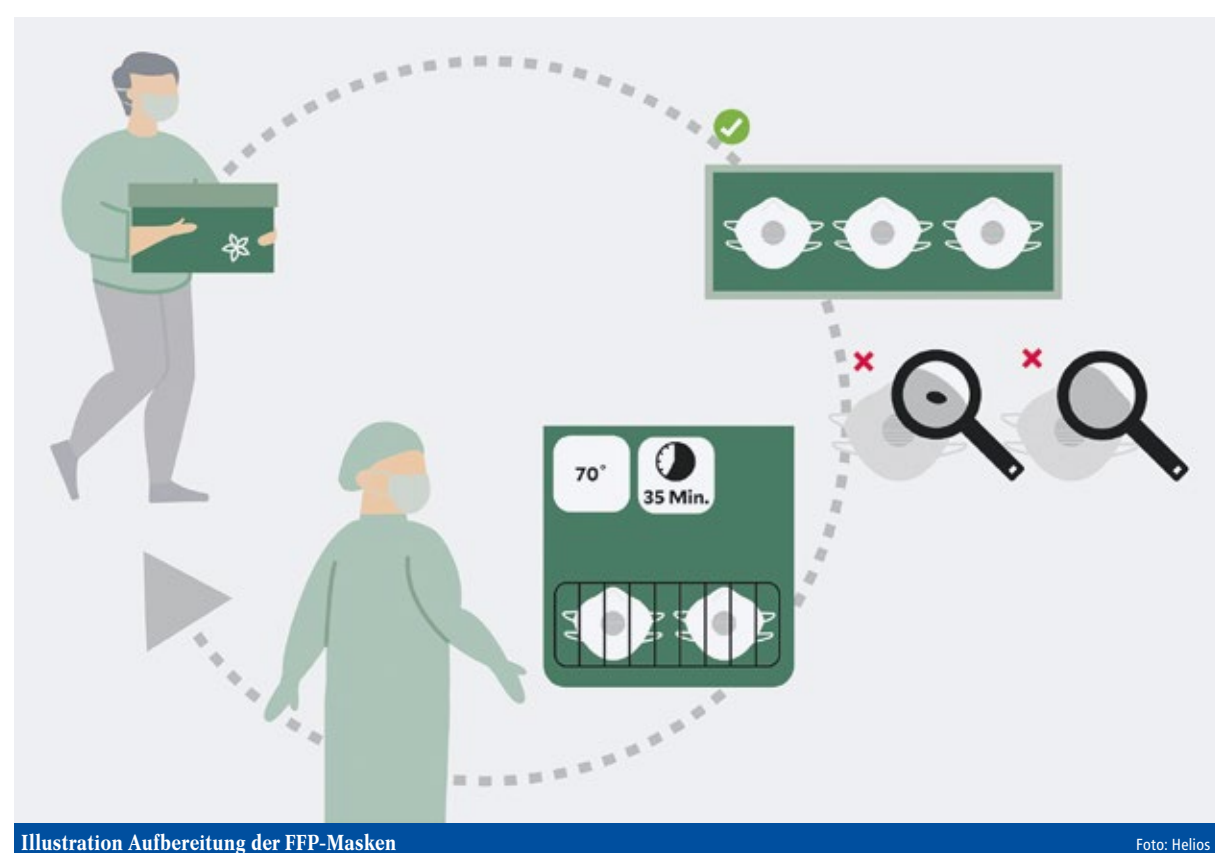 70°
35 Min.
Illustration Aufbereitung der FFP-Masken
Foto: Helios